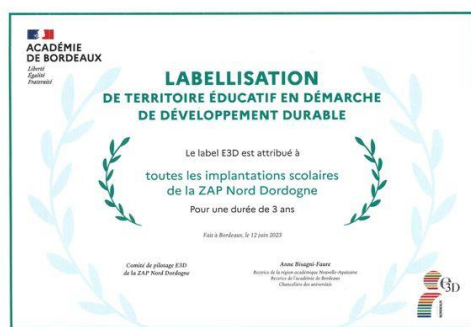 ACADÉMIE
DE BORDEAUX
Liberté
Égalité
Fraternité
LABELLISATION
DE TERRITOIRE ÉDUCATIF EN DÉMARCHE
DE DÉVELOPPEMENT DURABLE
Le label E3D est attribué à
toutes les implantations scolaires
de la ZAP Nord Dordogne
Pour une durée de 3 ans
Fait à Bordeaux, le 12 juin 2023
Comité de pilotage E3D
de la ZAP Nord Dordogne
Anne Bisagni-Faure
Rectrice de la région académique Nouvelle-Aquitaine
Rectrice de l'académie de Bordeaux
Chancelière des universités
E3D
BORDEAUX